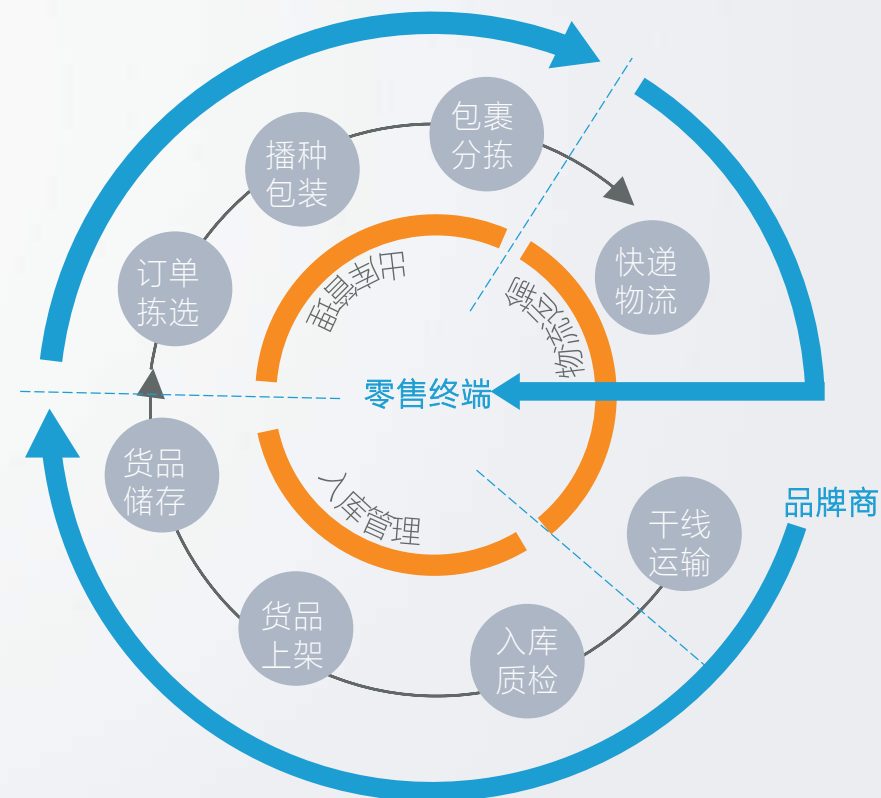 包裹
分拣
播种
包装
订单
拣选
快递
物流
出库管理
物流运输
零售终端
货品
储存
入库管理
品牌商
干线
运输
货品
上架
入库
质检